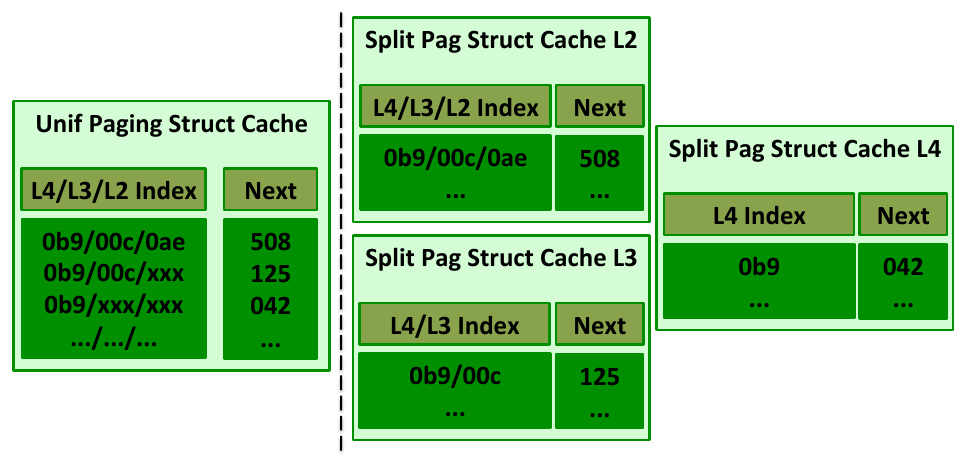 Unif Paging Struct Cache
L4/L3/L2 Index Next
0b9/00c/0ae 508
0b9/00c/xxx 125
0b9/xxx/xxx 042
.../.../... ...
Split Pag Struct Cache L2
L4/L3/L2 Index Next
0b9/00c/0ae 508
... ...
Split Pag Struct Cache L3
L4/L3 Index Next
0b9/00c 125
... ...
Split Pag Struct Cache L4
L4 Index Next
0b9 042
... ...